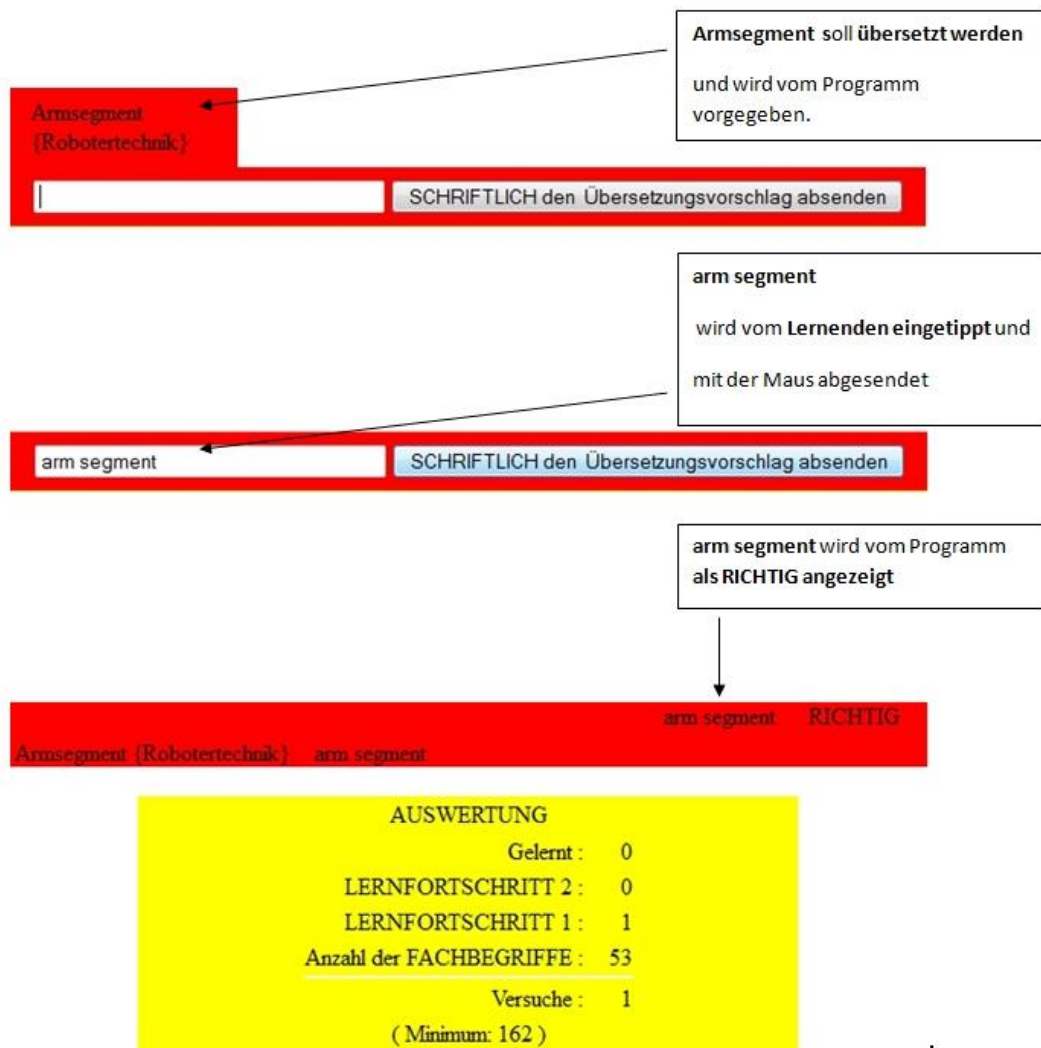 Armsegment soll übersetzt werden
und wird vom Programm
vorgegeben.
Armsegment
{Robotertechnik}
SCHRIFTLICH den Übersetzungsvorschlag absenden
arm segment
wird vom Lernenden eingetippt und
mit der Maus abgesendet
arm segment
SCHRIFTLICH den Übersetzungsvorschlag absenden
arm segment wird vom Programm
als RICHTIG angezeigt
arm segment RICHTIG
Armsegment {Robotertechnik} arm segment
AUSWERTUNG
Gelernt : 0
LERNFORTSCHRITT 2 : 0
LERNFORTSCHRITT 1 : 1
Anzahl der FACHBEGRIFFE : 53
Versuche : 1
( Minimum: 162 )